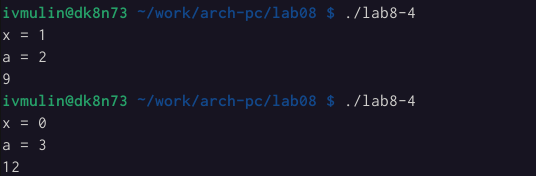 ivmulin@dk8n73 ~/work/arch-pc/lab08 $ ./lab8-4
x = 1
a = 2
9
ivmulin@dk8n73 ~/work/arch-pc/lab08 $ ./lab8-4
x = 0
a = 3
12